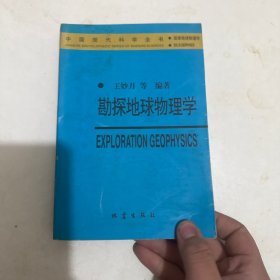 中国现代科学全书
王妙月 等 编著
勘探地球物理学
EXPLORATION GEOPHYSICS
地震出版社